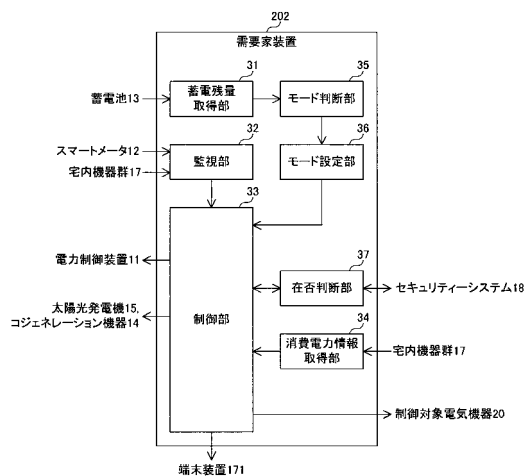 202
需要家装置
31
35
蓄電池13
蓄電残量
取得部
モード判断部
32
36
スマートメータ12
宅内機器群17
監視部
モード設定部
33
37
電力制御装置11
在否判断部
セキュリティーシステム18
太陽光発電機15,
コジェネレーション機器14
制御部
34
消費電力情報
取得部
宅内機器群17
制御対象電気機器20
端末装置171